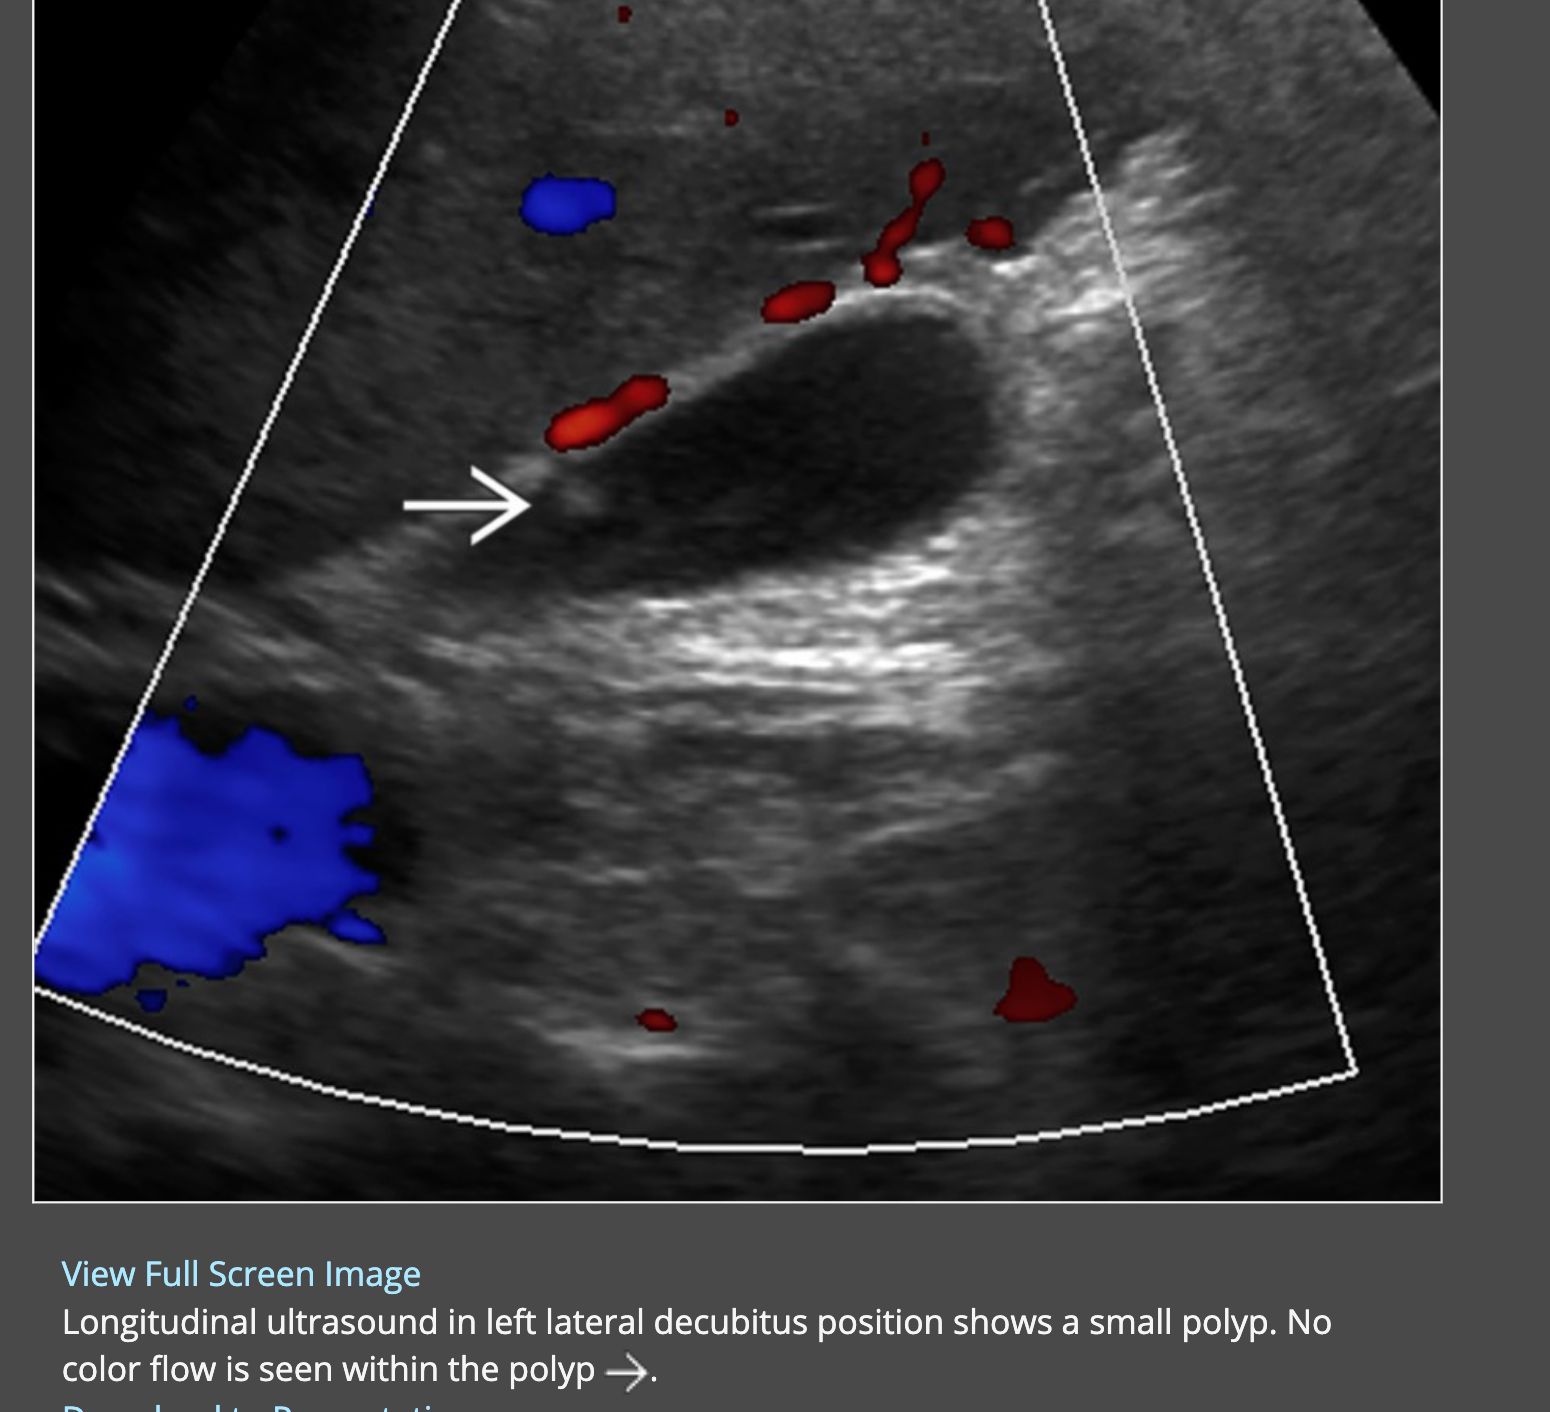 View Full Screen Image
Longitudinal ultrasound in left lateral decubitus position shows a small polyp. No
color flow is seen within the polyp →.